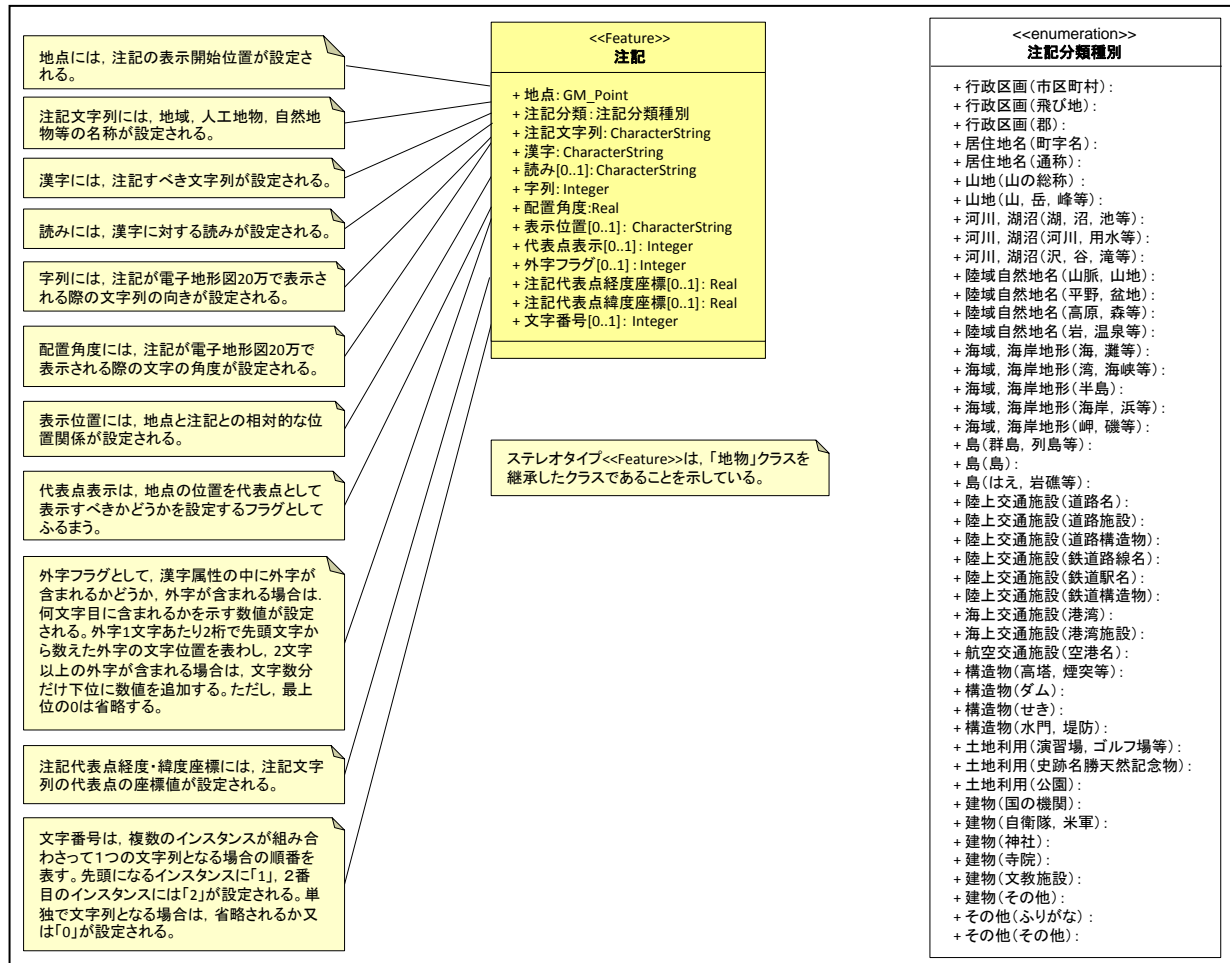 地点には, 注記の表示開始位置が設定さ
れる。
注記文字列には, 地域, 人工地物, 自然地
物等の名称が設定される。
漢字には, 注記すべき文字列が設定される。
読みには, 漢字に対する読みが設定される。
字列には, 注記が電子地形図20万で表示さ
れる際の文字列の向きが設定される。
配置角度には, 注記が電子地形図20万で
表示される際の文字の角度が設定される。
表示位置には, 地点と注記との相対的な位
置関係が設定される。
代表点表示は, 地点の位置を代表点として
表示すべきかどうかを設定するフラグとして
ふるまう。
外字フラグとして, 漢字属性の中に外字が
含まれるかどうか, 外字が含まれる場合は.
何文字目に含まれるかを示す数値が設定
される。外字1文字あたり2桁で先頭文字か
ら数えた外字の文字位置を表わし, 2文字
以上の外字が含まれる場合は, 文字数分
だけ下位に数値を追加する。ただし, 最上
位の0は省略する。
注記代表点経度・緯度座標には, 注記文字
列の代表点の座標値が設定される。
文字番号は, 複数のインスタンスが組み合
わさって1つの文字列となる場合の順番を
表す。先頭になるインスタンスに「1」, 2番
目のインスタンスには「2」が設定される。単
独で文字列となる場合は, 省略されるか又
は「0」が設定される。
<<Feature>>
注記
+ 地点: GM_Point
+ 注記分類: 注記分類種別
+ 注記文字列: CharacterString
+ 漢字: CharacterString
+ 読み[0..1]: CharacterString
+ 字列: Integer
+ 配置角度:Real
+ 表示位置[0..1]: CharacterString
+ 代表点表示[0..1]: Integer
+ 外字フラグ[0..1]: Integer
+ 注記代表点経度座標[0..1]: Real
+ 注記代表点緯度座標[0..1]: Real
+ 文字番号[0..1]: Integer
ステレオタイプ<<Feature>>は, 「地物」クラスを
継承したクラスであることを示している。
<<enumeration>>
注記分類種別
+ 行政区画(市区町村):
+ 行政区画(飛び地):
+ 行政区画(郡):
+ 居住地名(町字名):
+ 居住地名(通称):
+ 山地(山の総称):
+ 山地(山, 岳, 峰等):
+ 河川, 湖沼(湖, 沼, 池等):
+ 河川, 湖沼(河川, 用水等):
+ 河川, 湖沼(沢, 谷, 滝等):
+ 陸域自然地名(山脈, 山地):
+ 陸域自然地名(平野, 盆地):
+ 陸域自然地名(高原, 森等):
+ 陸域自然地名(岩, 温泉等):
+ 海域, 海岸地形(海, 灘等):
+ 海域, 海岸地形(湾, 海峡等):
+ 海域, 海岸地形(半島):
+ 海域, 海岸地形(海岸, 浜等):
+ 海域, 海岸地形(岬, 磯等):
+ 島(群島, 列島等):
+ 島(島):
+ 島(はえ, 岩礁等):
+ 陸上交通施設(道路名):
+ 陸上交通施設(道路施設):
+ 陸上交通施設(道路構造物):
+ 陸上交通施設(鉄道路線名):
+ 陸上交通施設(鉄道駅名):
+ 陸上交通施設(鉄道構造物):
+ 海上交通施設(港湾):
+ 海上交通施設(港湾施設):
+ 航空交通施設(空港名):
+ 構造物(高塔, 煙突等):
+ 構造物(ダム):
+ 構造物(せき):
+ 構造物(水門, 堤防):
+ 土地利用(演習場, ゴルフ場等):
+ 土地利用(史跡名勝天然記念物):
+ 土地利用(公園):
+ 建物(国の機関):
+ 建物(自衛隊, 米軍):
+ 建物(神社):
+ 建物(寺院):
+ 建物(文教施設):
+ 建物(その他):
+ その他(ふりがな):
+ その他(その他):